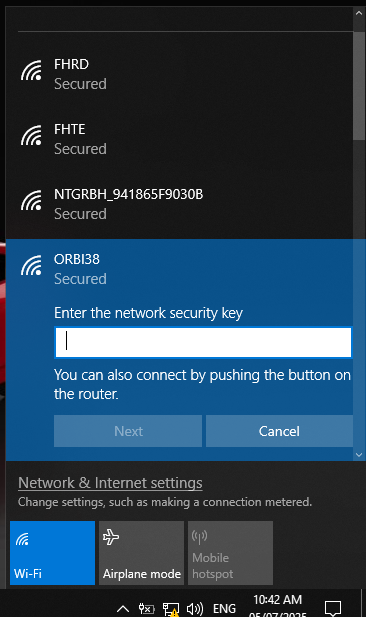 FHRD
Secured
FHTE
Secured
NTGRBH_941865F9030B
Secured
ORBI38
Secured
Enter the network security key
You can also connect by pushing the button on
the router.
Next
Cancel
Network & Internet settings
Change settings, such as making a connection metered.
Wi-Fi
Airplane mode
Mobile
hotspot
ENG
10:42 AM
05/07/2025